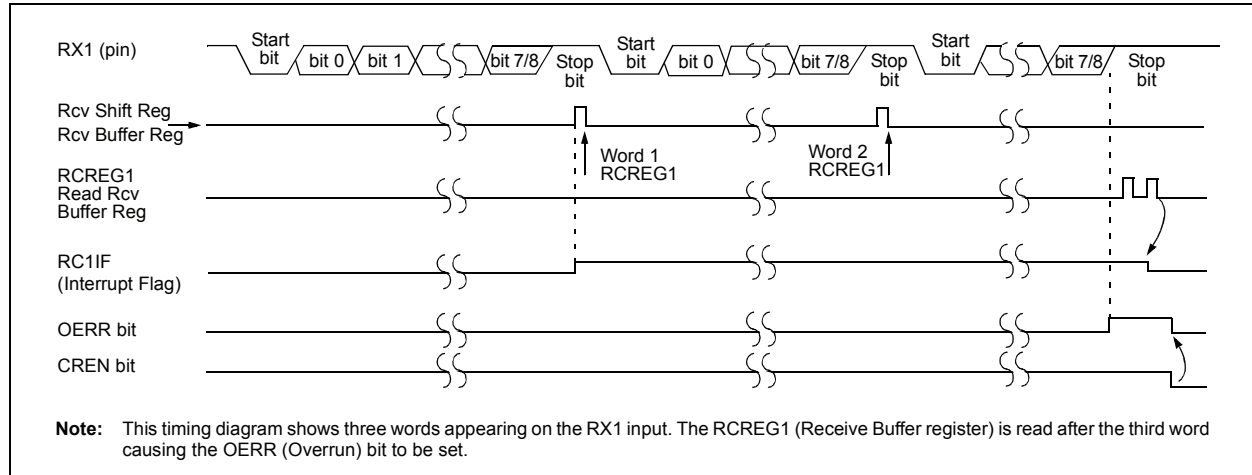 RX1 (pin)
Start bit
bit 0
bit 1
bit 7/8
Stop bit
Start bit
bit 0
bit 7/8
Stop bit
Start bit
bit 7/8
Stop bit
Rcv Shift Reg
Rcv Buffer Reg
Word 1
RCREG1
Word 2
RCREG1
RCREG1
Read Rcv
Buffer Reg
RC1IF
(Interrupt Flag)
OERR bit
CREN bit
Note: This timing diagram shows three words appearing on the RX1 input. The RCREG1 (Receive Buffer register) is read after the third word
causing the OERR (Overrun) bit to be set.